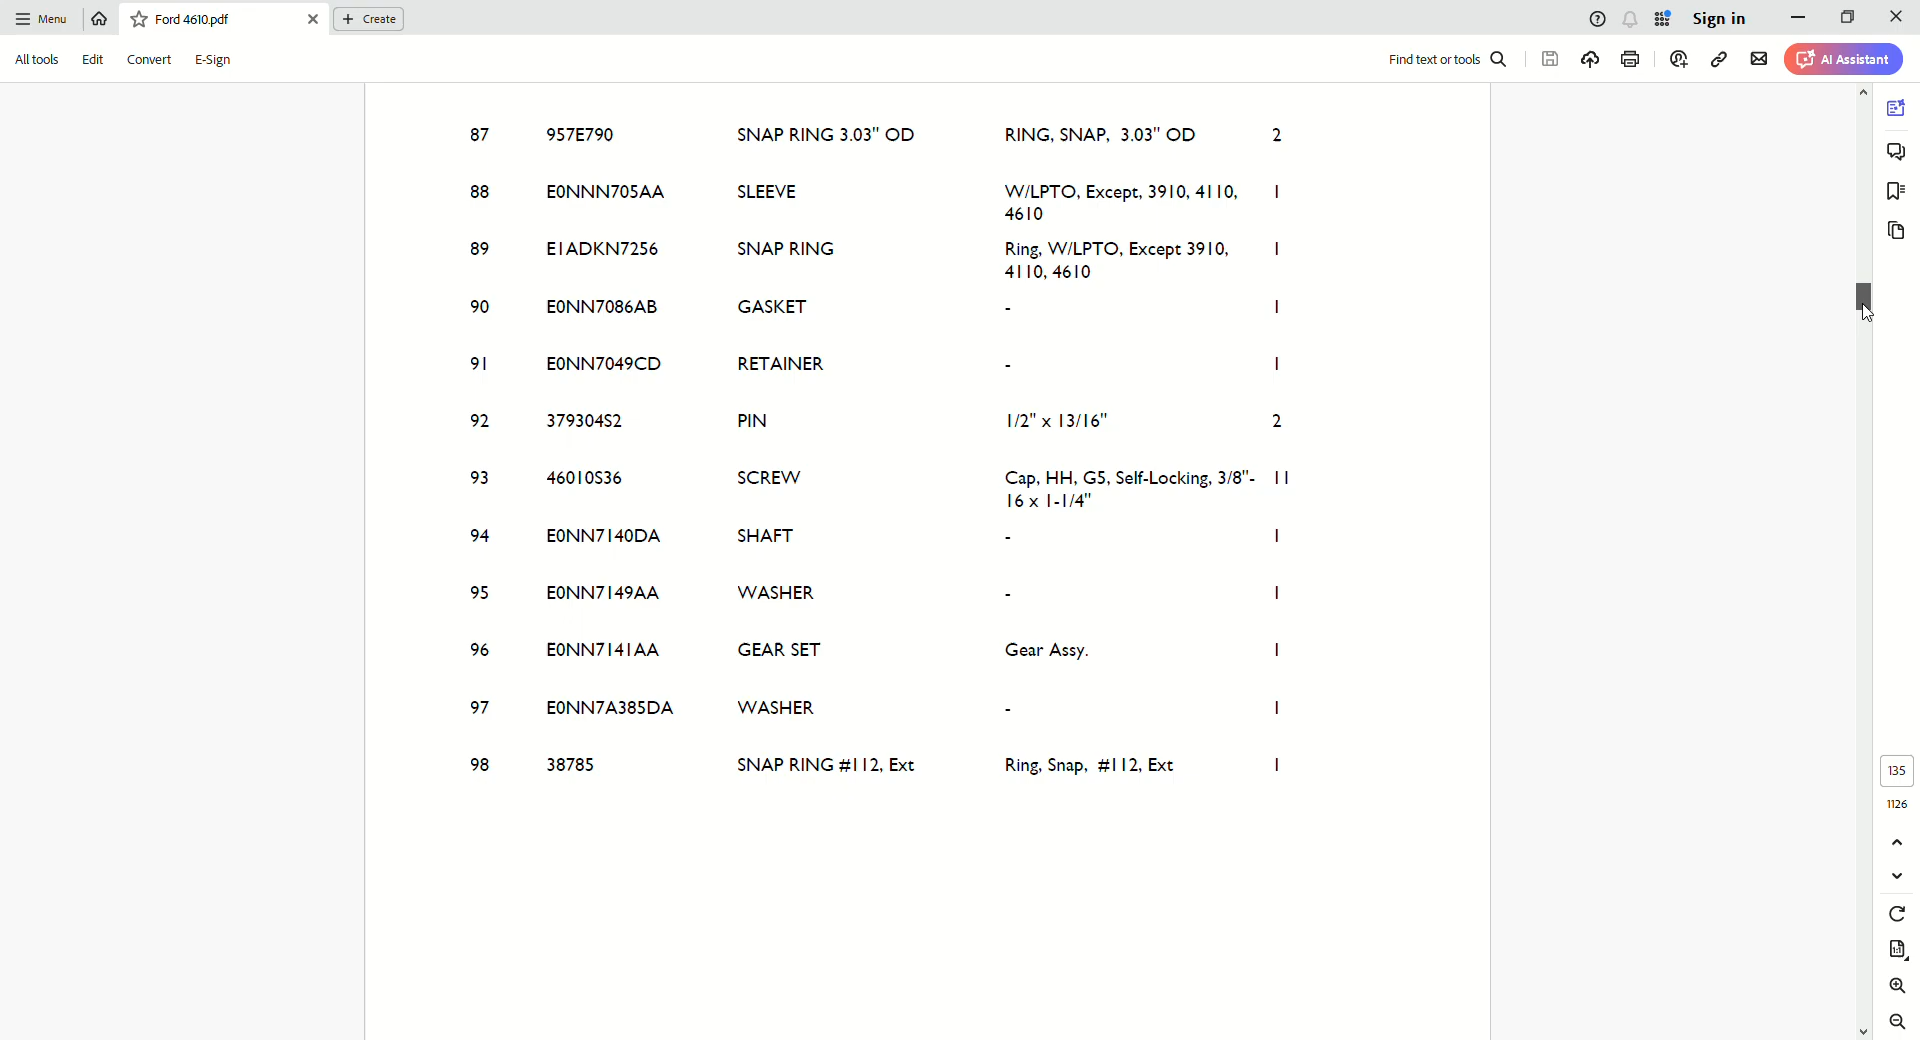 Menu
Ford 4610.pdf
Create
Sign in
All tools
Edit
Convert
E-Sign
Find text or tools
AI Assistant
87 957E790 SNAP RING 3.03" OD RING, SNAP, 3.03" OD 2
88 E0NNN705AA SLEEVE W/LPTO, Except, 3910, 4110, 1
4610
89 E1ADKN7256 SNAP RING Ring, W/LPTO, Except 3910, 1
4110, 4610
90 E0NN7086AB GASKET - 1
91 E0NN7049CD RETAINER - 1
92 379304S2 PIN 1/2" x 13/16" 2
93 46010S36 SCREW Cap, HH, G5, Self-Locking, 3/8"- 11
16 x 1-1/4"
94 E0NN7140DA SHAFT - 1
95 E0NN7149AA WASHER - 1
96 E0NN7141AA GEAR SET Gear Assy. 1
97 E0NN7A385DA WASHER - 1
98 38785 SNAP RING #112, Ext Ring, Snap, #112, Ext 1
135
1126